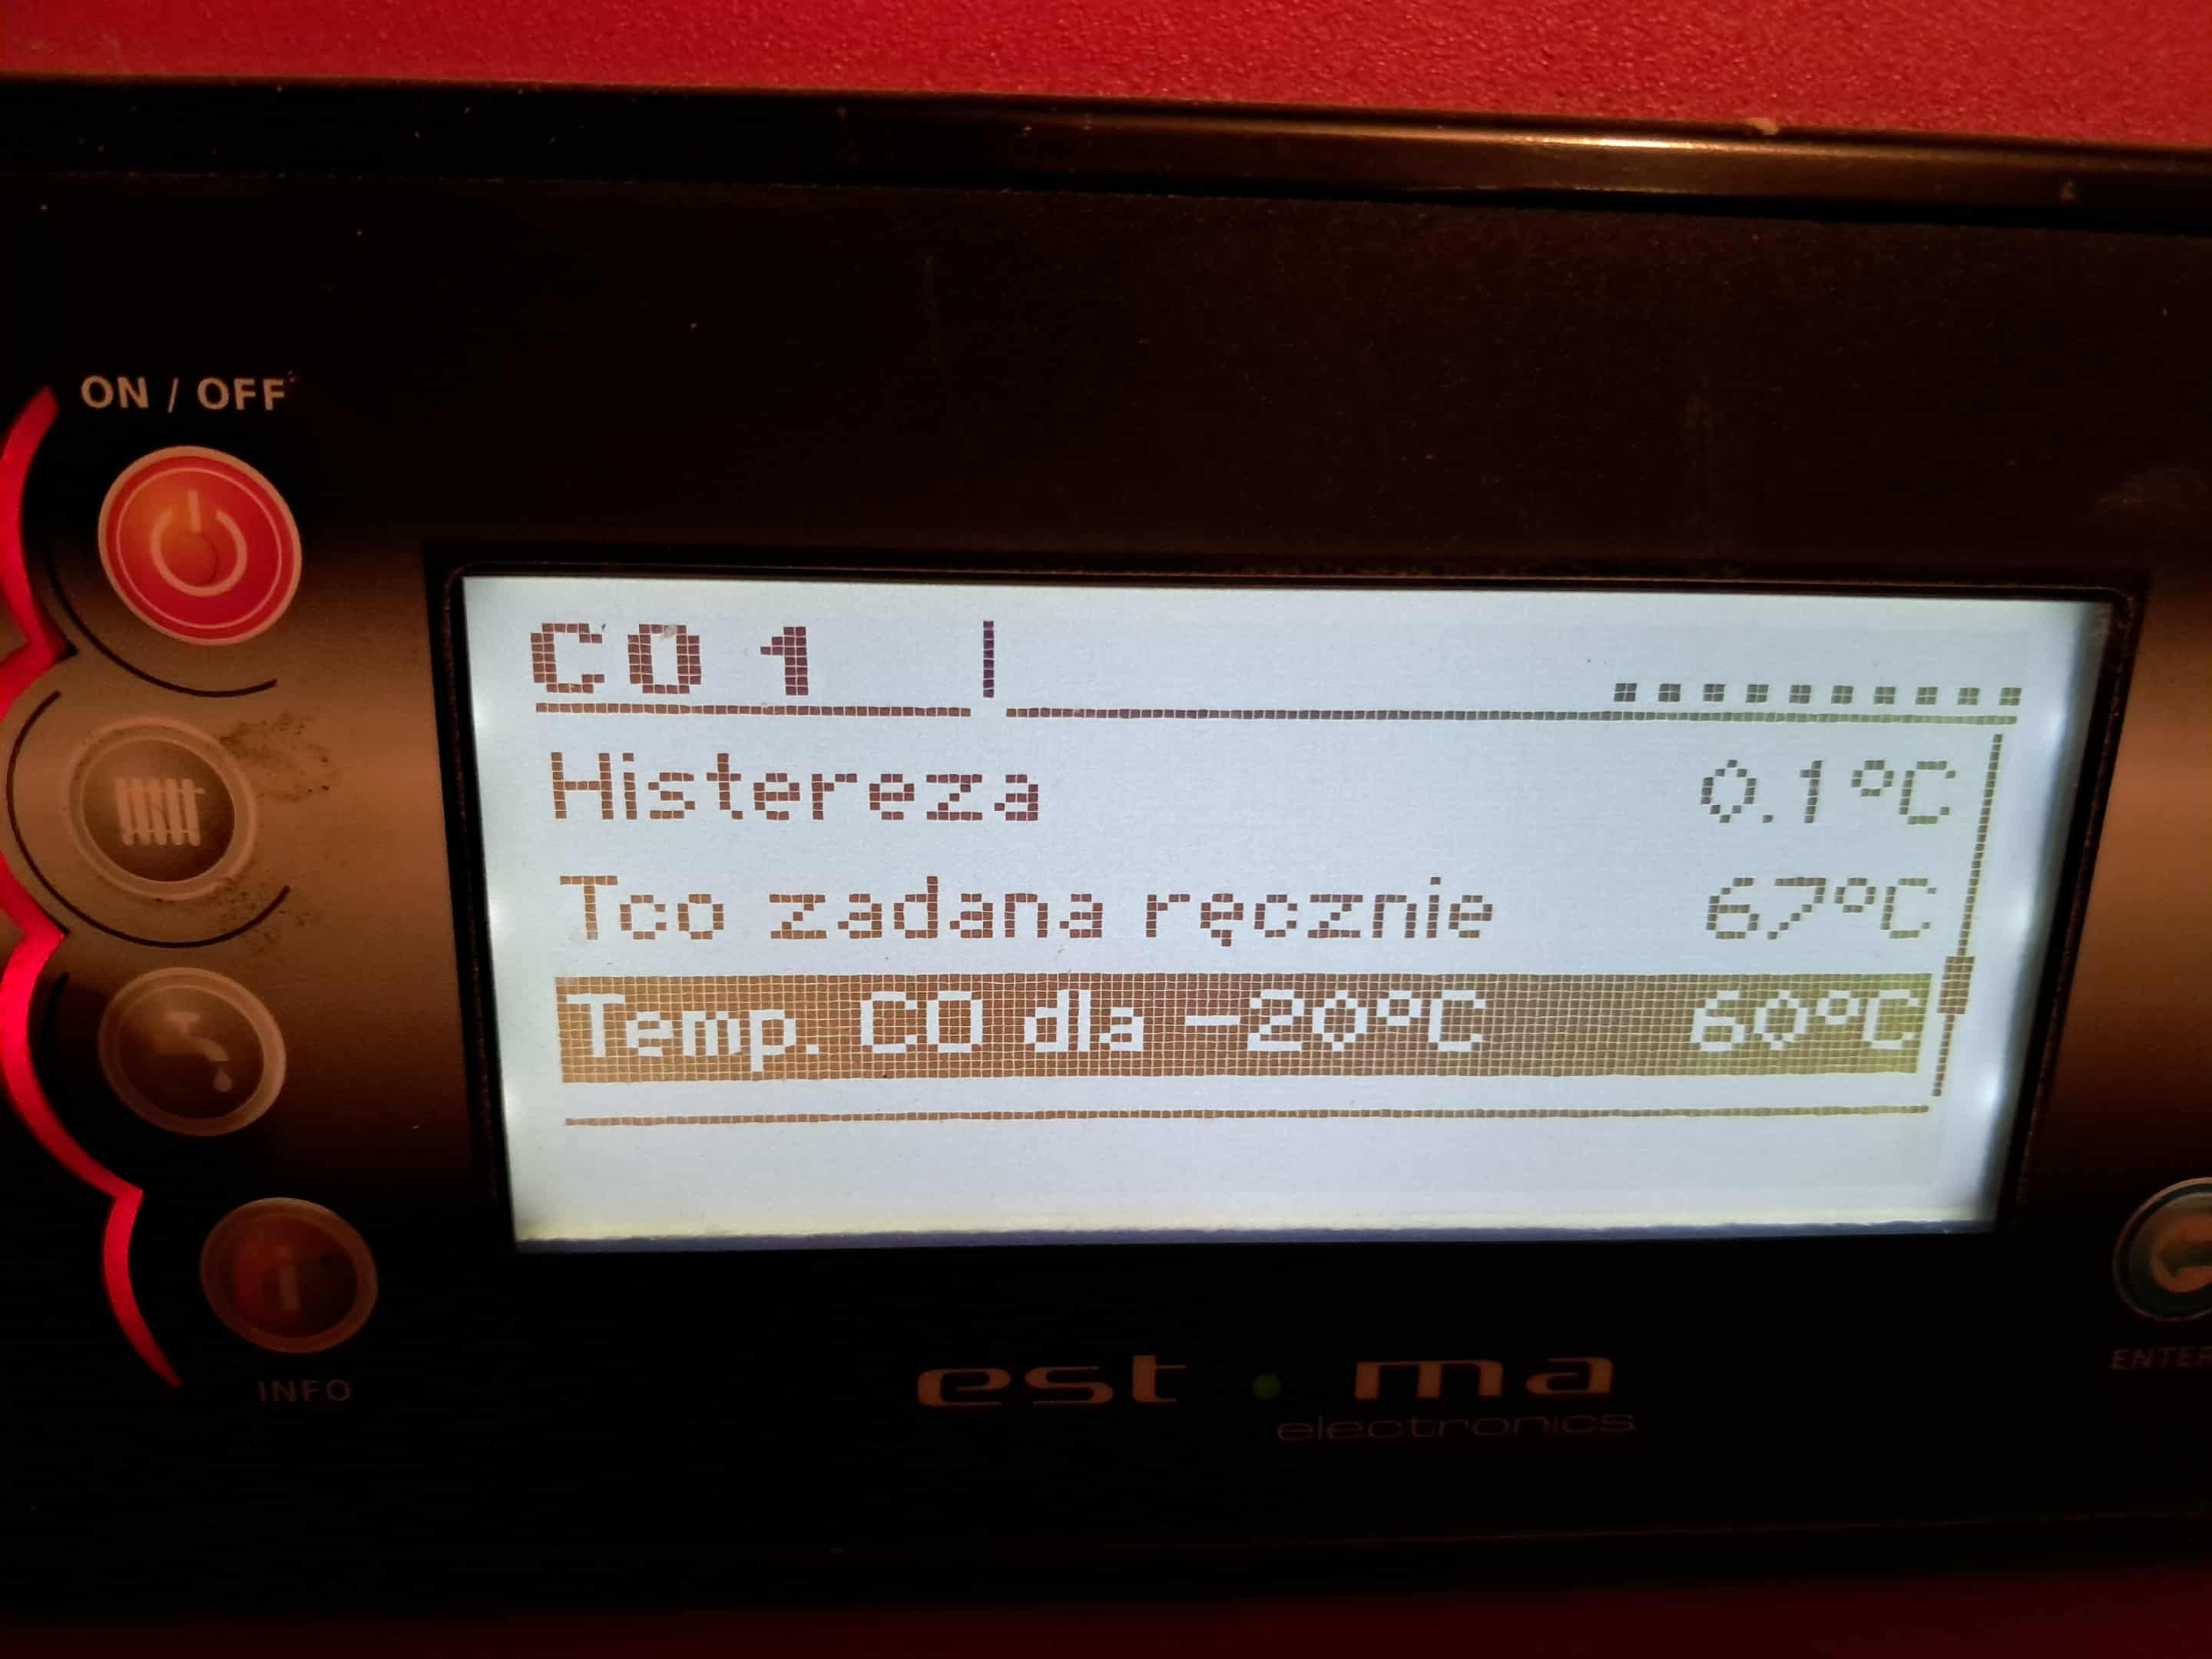 ON / OFF
CO 1
Histereza 0.1°C
Tco zadana ręcznie 67°C
Temp. CO dla -20°C 60°C
INFO
ENTER
est ma
electronics